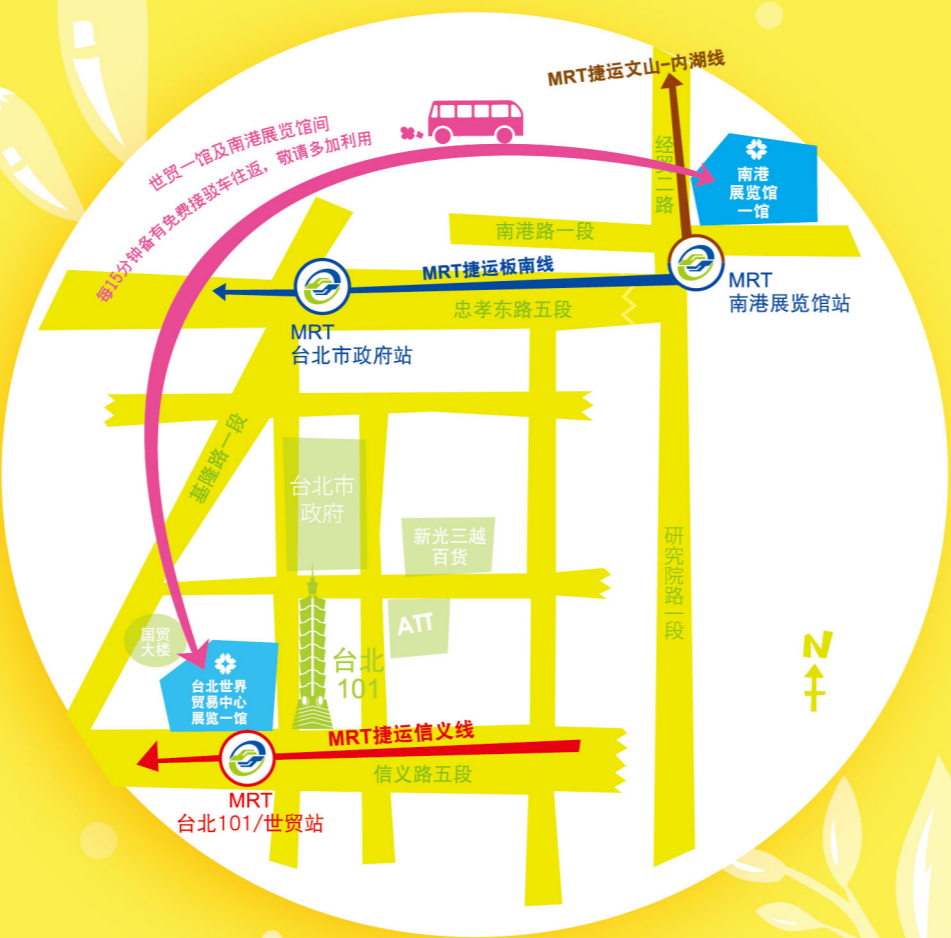 MRT捷运文山-内湖线
世贸一馆及南港展览馆间
每15分钟备有免费接驳车往返，敬请多加利用
经贸二路
南港
展览馆
一馆
南港路一段
MRT捷运板南线
MRT
南港展览馆站
忠孝东路五段
MRT
台北市政府站
基隆路一段
台北市
政府
新光三越
百货
研究院路一段
ATT
国贸
大楼
台北
101
N
台北世界
贸易中心
展览一馆
MRT捷运信义线
信义路五段
MRT
台北101/世贸站